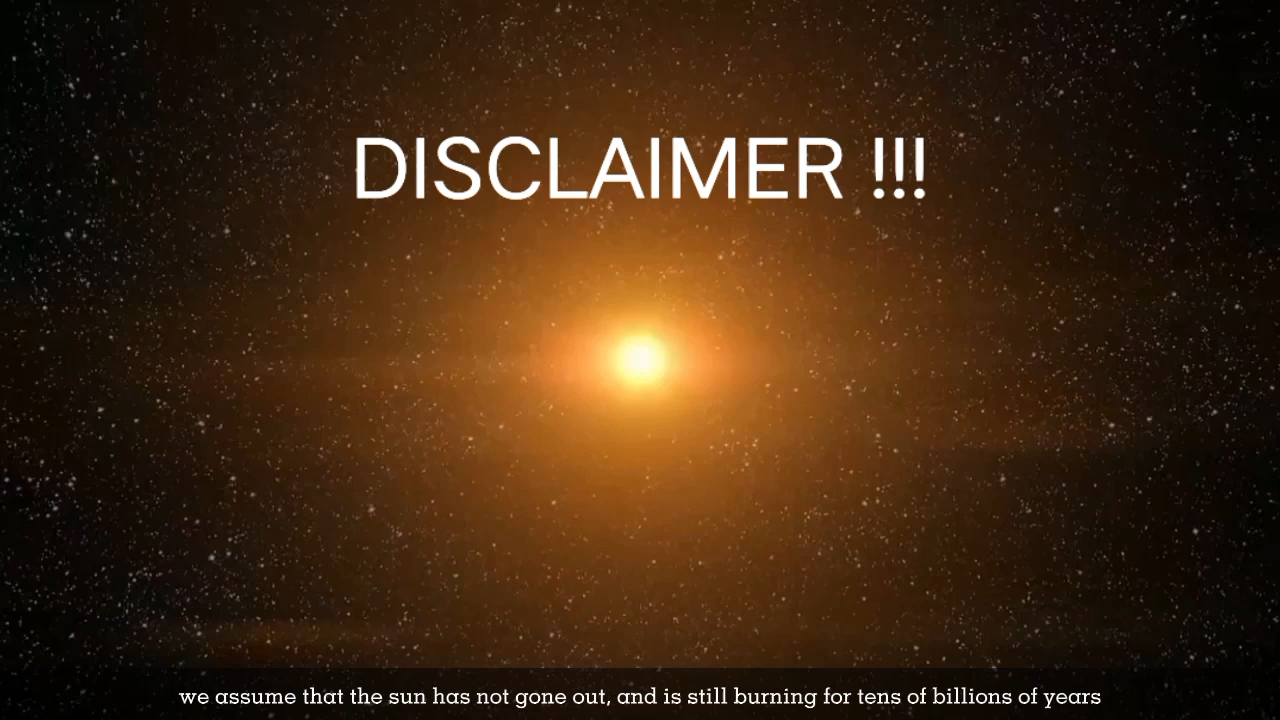 DISCLAIMER !!!
we assume that the sun has not gone out, and is still burning for tens of billions of years